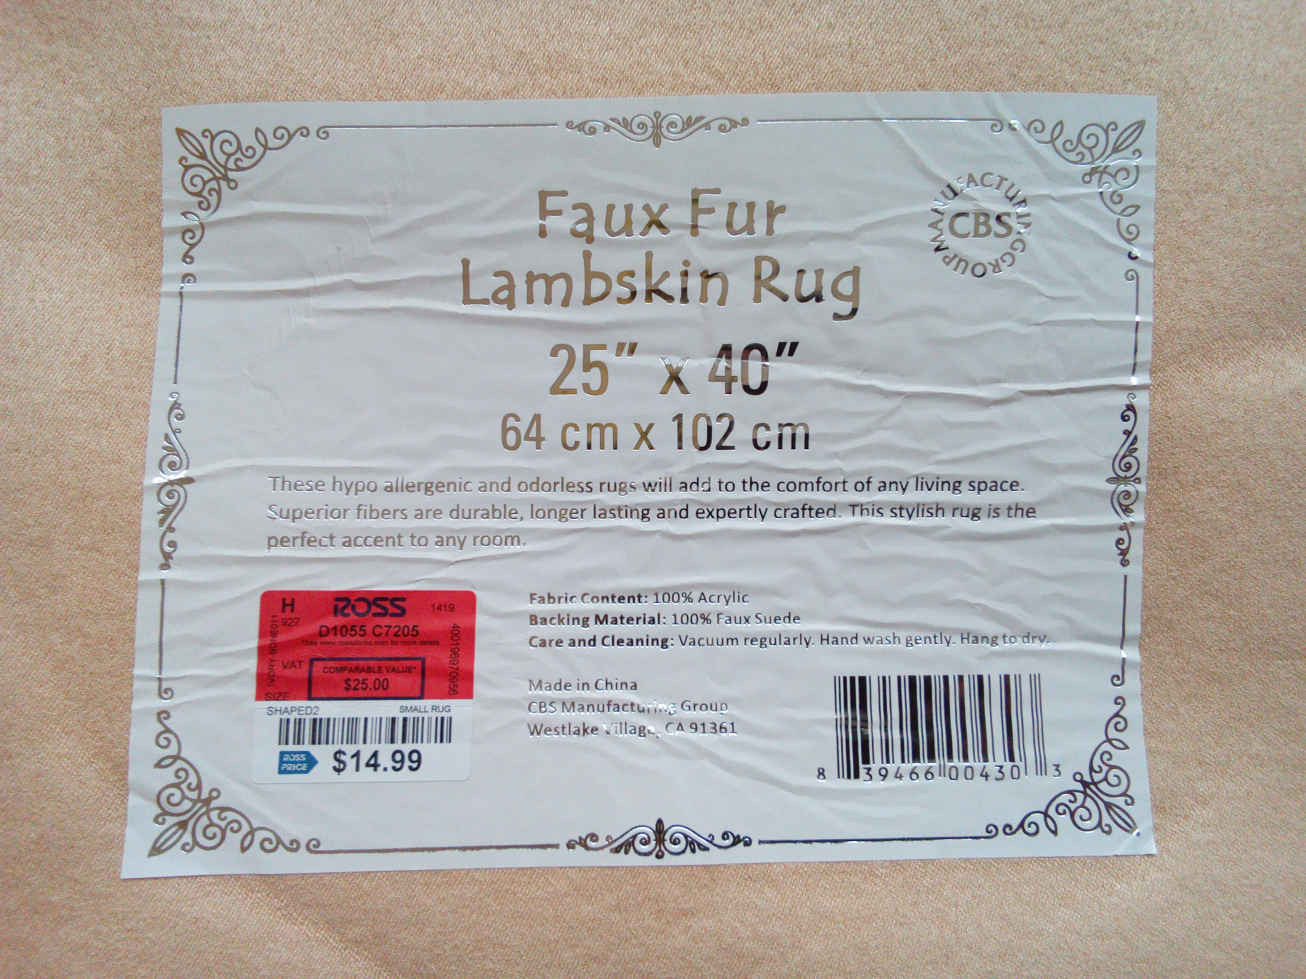 Faux Fur
Lambskin Rug
MANUFACTURING GROUP
CBS
25" x 40"
64 cm x 102 cm
These hypo allergenic and odorless rugs will add to the comfort of any living space.
Superior fibers are durable, longer lasting and expertly crafted. This stylish rug is the
perfect accent to any room.
H ROSS 1419
927
D1055 C7205
VAT
COMPARABLE VALUE*
$25.00
400196970956
SIZE
SHAPED2 SMALL RUG
ROSS
PRICE
$14.99
Fabric Content: 100% Acrylic
Backing Material: 100% Faux Suede
Care and Cleaning: Vacuum regularly. Hand wash gently. Hang to dry.
Made in China
CBS Manufacturing Group
Westlake Village, CA 91361
8 39466 00430 3